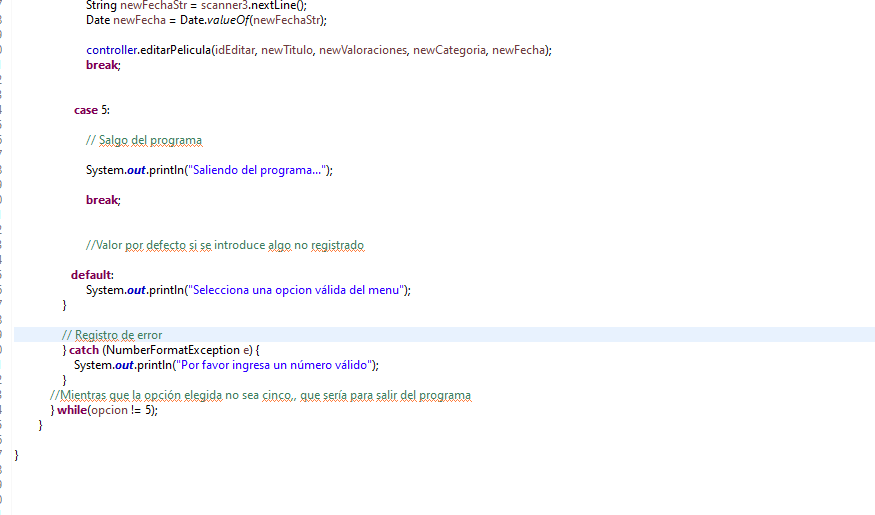 String newFechaStr = scanner3.nextLine();
Date newFecha = Date.valueOf(newFechaStr);
controller.editarPelicula(idEditar, newTitulo, newValoraciones, newCategoria, newFecha);
break;
case 5:
// Salgo del programa
System.out.println("Saliendo del programa...");
break;
//Valor por defecto si se introduce algo no registrado
default:
System.out.println("Selecciona una opcion válida del menu");
}
// Registro de error
} catch (NumberFormatException e) {
System.out.println("Por favor ingresa un número válido");
}
//Mientras que la opción elegida no sea cinco,, que sería para salir del programa
} while(opcion != 5);
}
}